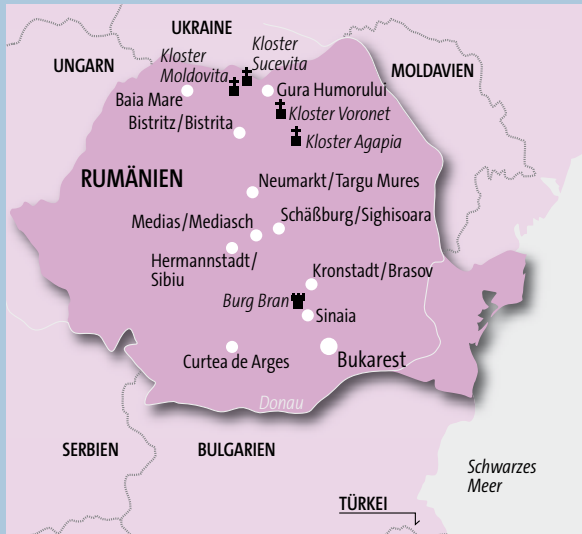 UKRAINE
Kloster
Sucevita
Kloster
Moldovita
UNGARN
MOLDAVIEN
Baia Mare
Gura Humorului
Kloster Voronet
Bistritz/Bistrita
Kloster Agapia
RUMÄNIEN
Neumarkt/Targu Mures
Medias/Mediasch
Schäßburg/Sighisoara
Hermannstadt/
Sibiu
Kronstadt/Brasov
Burg Bran
Sinaia
Curtea de Arges
Bukarest
Donau
SERBIEN
BULGARIEN
Schwarzes
Meer
TÜRKEI